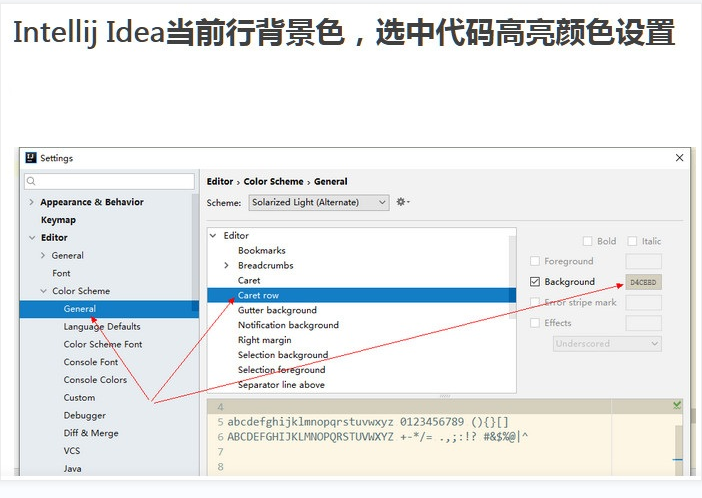 Intellij Idea当前行背景色，选中代码高亮颜色设置
Settings
Appearance & Behavior
Keymap
Editor
General
Font
Color Scheme
General
Language Defaults
Color Scheme Font
Console Font
Console Colors
Custom
Debugger
Diff & Merge
VCS
Java
Editor › Color Scheme › General
Scheme: Solarized Light (Alternate)
Editor
Bookmarks
Breadcrumbs
Caret
Caret row
Gutter background
Notification background
Right margin
Selection background
Selection foreground
Separator line above
Bold Italic
Foreground
Background D4CEBD
Error stripe mark
Effects
Underscored
4
5 abcdefghijklmnopqrstuvwxyz 0123456789 (){}[]
6 ABCDEFGHIJKLMNOPQRSTUVWXYZ +-*/= .,;:!? #&$%@|^
7
8